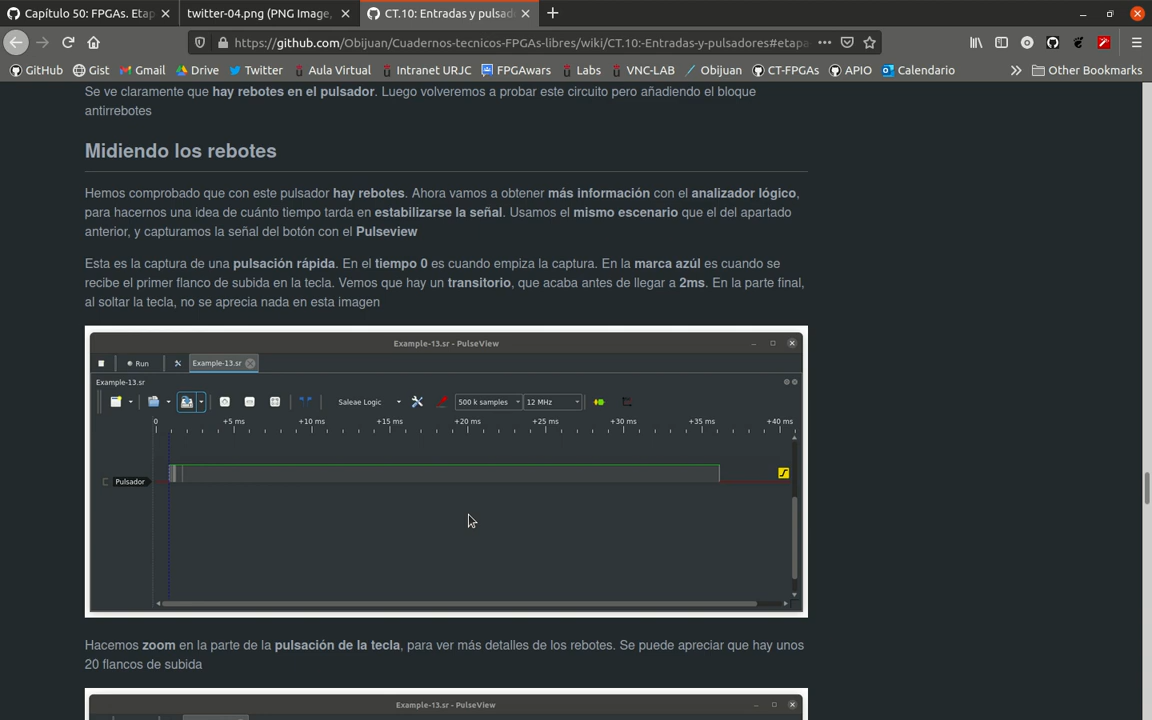 Capítulo 50: FPGAs. Etap
twitter-04.png (PNG Image,
CT.10: Entradas y pulsad
https://github.com/Obijuan/Cuadernos-tecnicos-FPGAs-libres/wiki/CT.10:-Entradas-y-pulsadores#etapa
GitHub Gist Gmail Drive Twitter Aula Virtual Intranet URJC FPGAwars Labs VNC-LAB Obijuan CT-FPGAs APIO Calendario Other Bookmarks
Se ve claramente que hay rebotes en el pulsador. Luego volveremos a probar este circuito pero añadiendo el bloque
antirrebotes
Midiendo los rebotes
Hemos comprobado que con este pulsador hay rebotes. Ahora vamos a obtener más información con el analizador lógico,
para hacernos una idea de cuánto tiempo tarda en estabilizarse la señal. Usamos el mismo escenario que el del apartado
anterior, y capturamos la señal del botón con el Pulseview
Esta es la captura de una pulsación rápida. En el tiempo 0 es cuando empiza la captura. En la marca azúl es cuando se
recibe el primer flanco de subida en la tecla. Vemos que hay un transitorio, que acaba antes de llegar a 2ms. En la parte final,
al soltar la tecla, no se aprecia nada en esta imagen
Example-13.sr - PulseView
Run Example-13.sr
Example-13.sr
Saleae Logic 500 k samples 12 MHz
0 +5 ms +10 ms +15 ms +20 ms +25 ms +30 ms +35 ms +40 ms
Pulsador
Hacemos zoom en la parte de la pulsación de la tecla, para ver más detalles de los rebotes. Se puede apreciar que hay unos
20 flancos de subida
Example-13.sr - PulseView